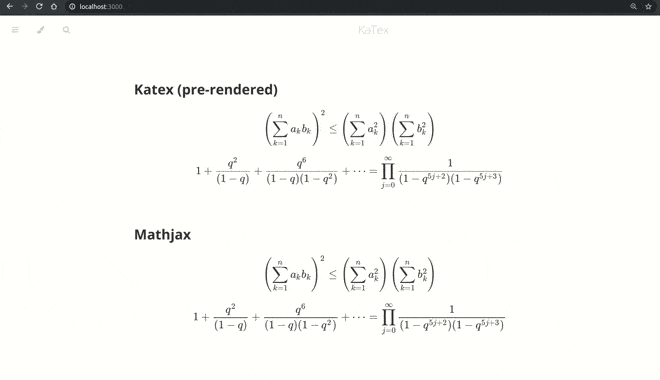 localhost:3000
KaTex
Katex (pre-rendered)
\left( \sum_{k=1}^{n} a_k b_k \right)^2 \leq \left( \sum_{k=1}^{n} a_k^2 \right) \left( \sum_{k=1}^{n} b_k^2 \right)
1 + \frac{q^2}{(1-q)} + \frac{q^6}{(1-q)(1-q^2)} + \cdots = \prod_{j=0}^{\infty} \frac{1}{(1-q^{5j+2})(1-q^{5j+3})}
Mathjax
\left( \sum_{k=1}^{n} a_k b_k \right)^2 \leq \left( \sum_{k=1}^{n} a_k^2 \right) \left( \sum_{k=1}^{n} b_k^2 \right)
1 + \frac{q^2}{(1-q)} + \frac{q^6}{(1-q)(1-q^2)} + \cdots = \prod_{j=0}^{\infty} \frac{1}{(1-q^{5j+2})(1-q^{5j+3})}